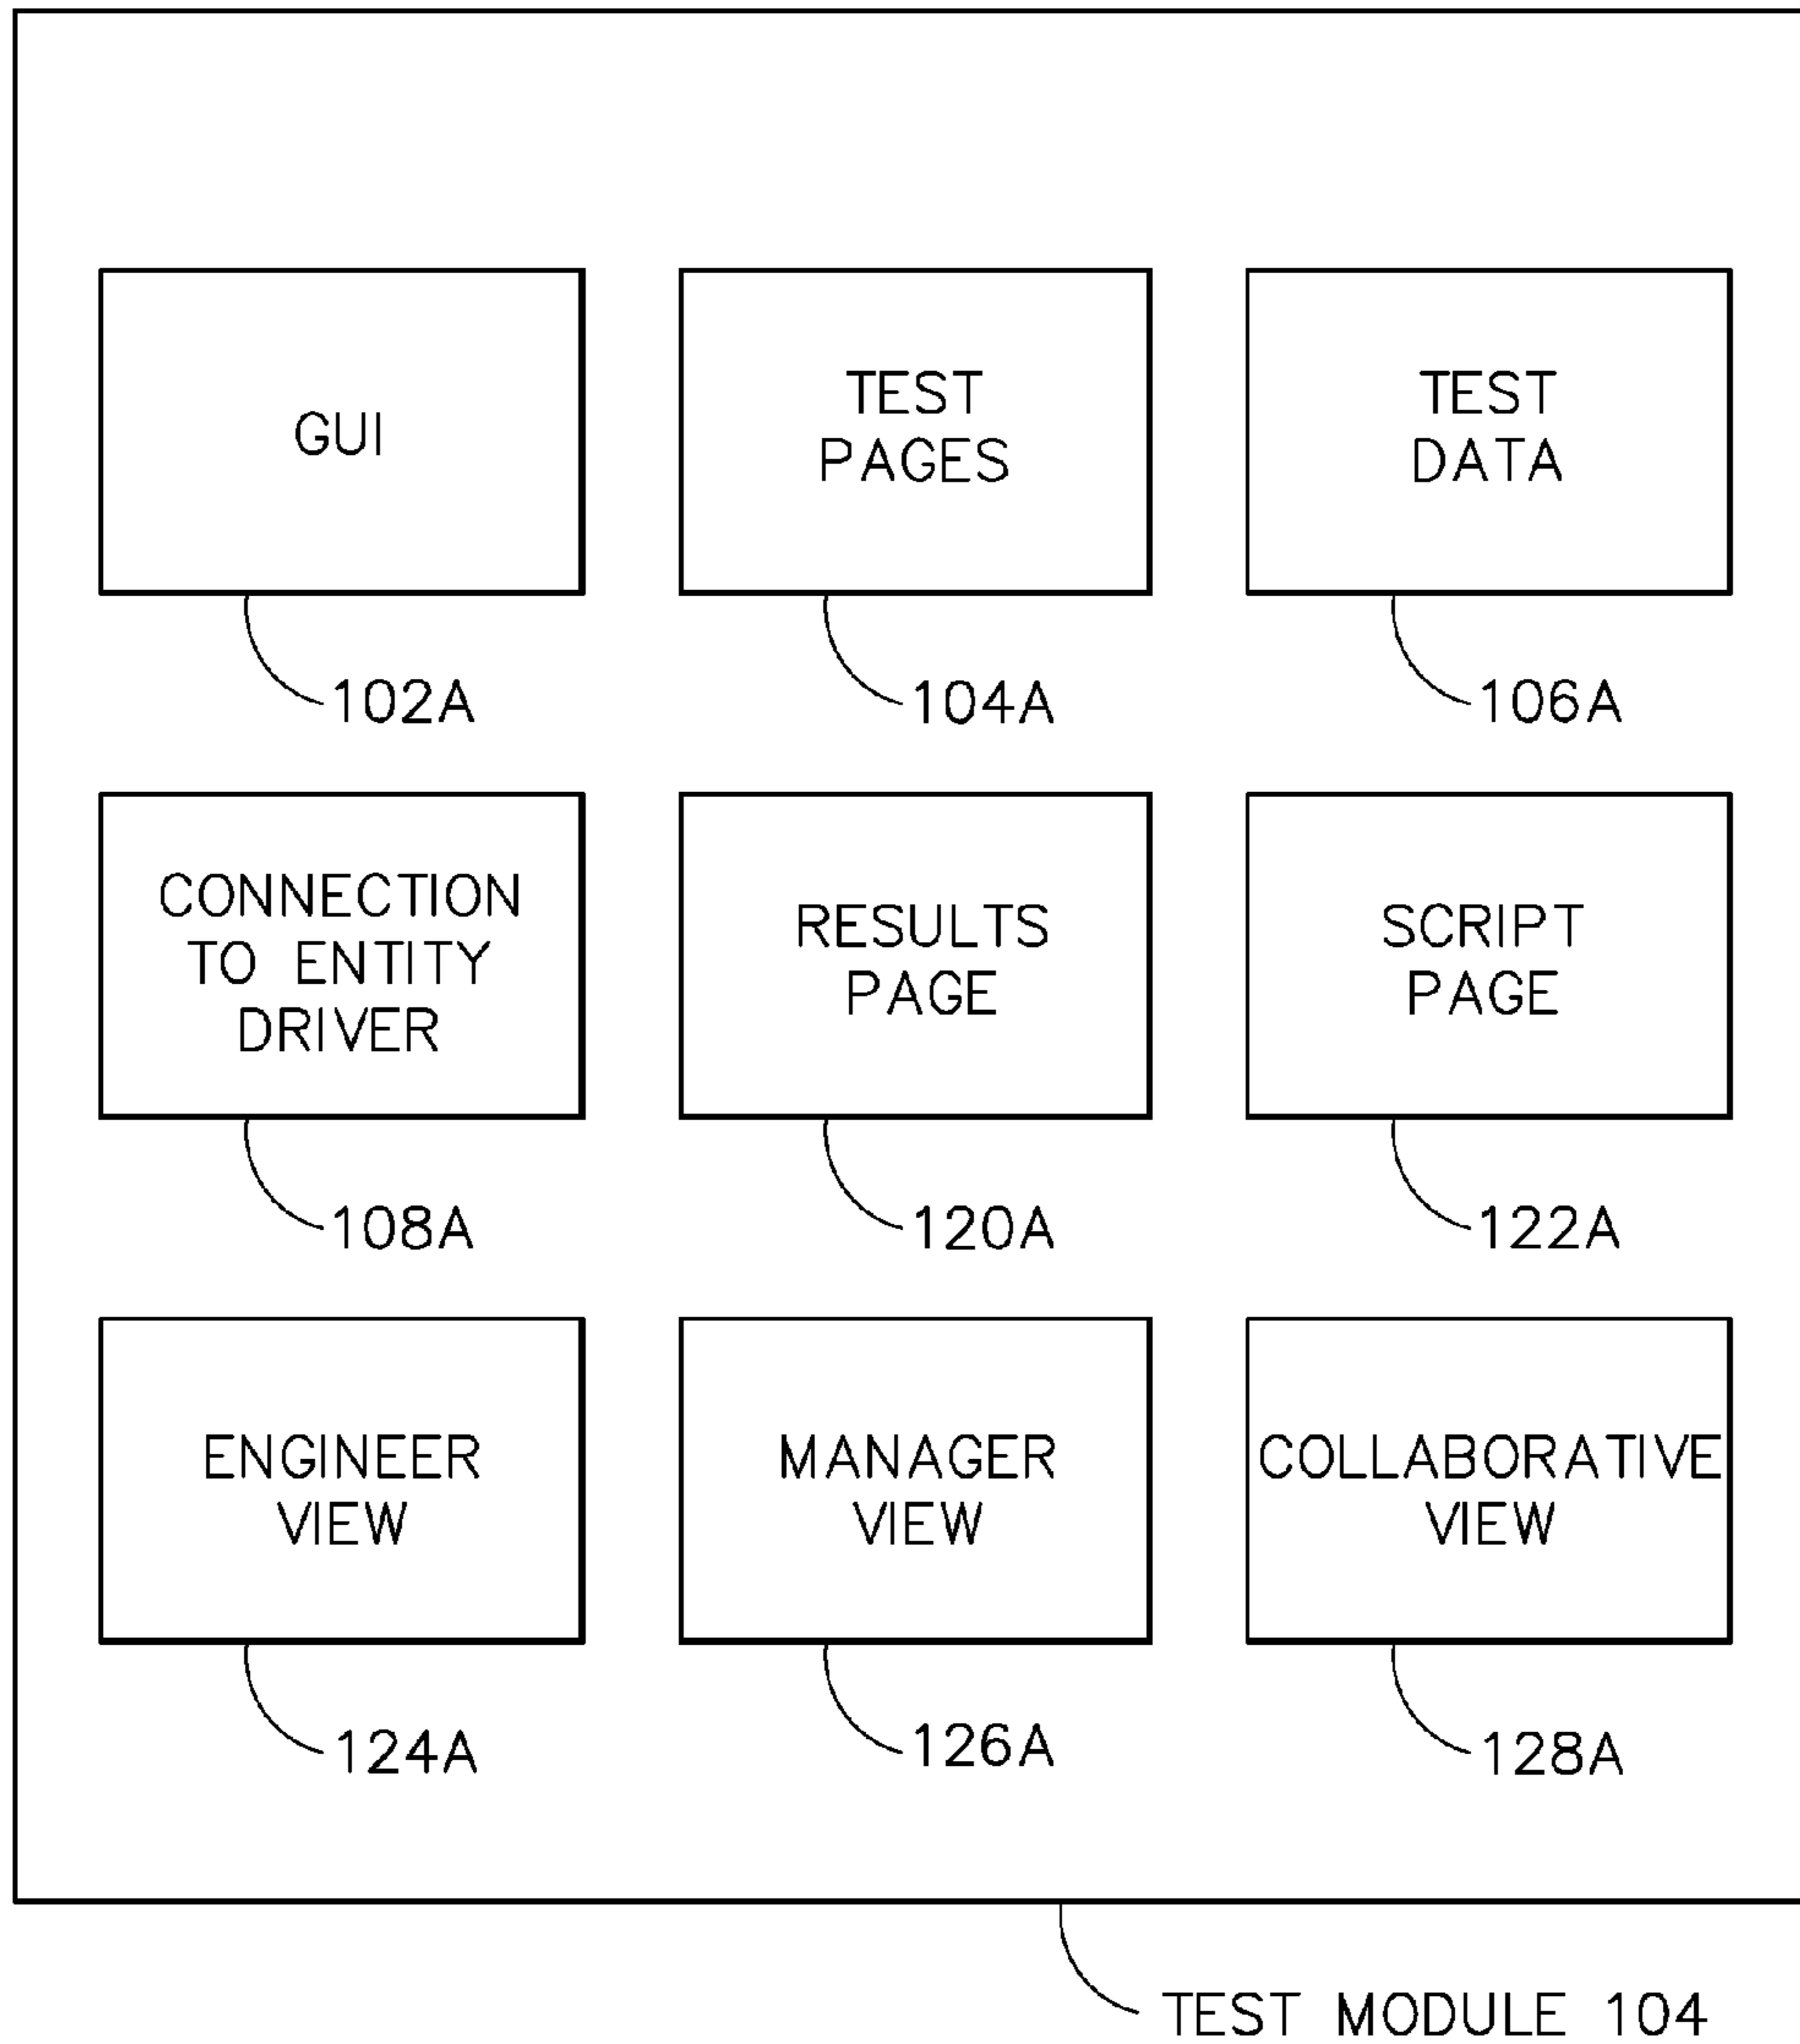 GUI
TEST
PAGES
TEST
DATA
102A
104A
106A
CONNECTION
TO ENTITY
DRIVER
RESULTS
PAGE
SCRIPT
PAGE
108A
120A
122A
ENGINEER
VIEW
MANAGER
VIEW
COLLABORATIVE
VIEW
124A
126A
128A
TEST MODULE 104